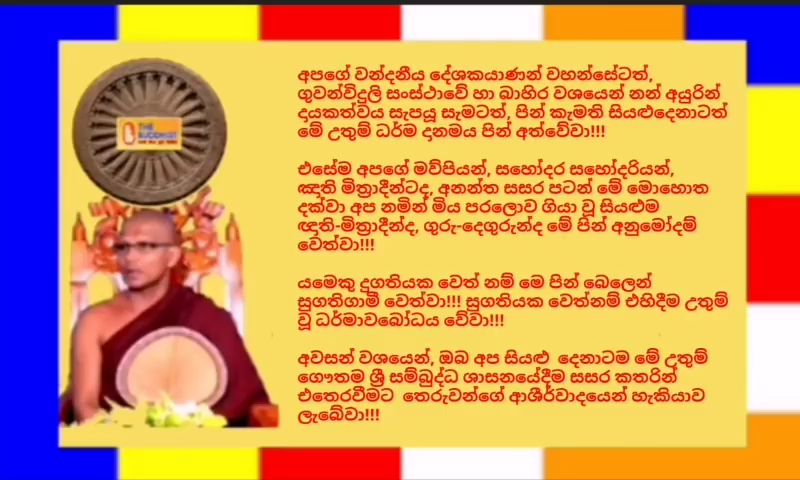 THE
BUDDHIST
අපගේ වන්දනීය දේශකයාණන් වහන්සේටත්,
ගුවන්විදුලි සංස්ථාවේ හා බාහිර වශයෙන් නන් අයුරින්
දායකත්වය සැපයූ සැමටත්, පින් කැමති සියළුදෙනාටත්
මේ උතුම් ධර්ම දානමය පින් අත්වේවා!!!
එසේම අපගේ මව්පියන්, සහෝදර සහෝදරියන්,
ඤාති මිත්‍රාදීන්ටද, අනන්ත සසර පටන් මේ මොහොත
දක්වා අප නමින් මිය පරලොව ගියා වූ සියළුම
ඥාති-මිත්‍රාදීන්ද, ගුරු-දෙගුරුන්ද මේ පින් අනුමෝදම්
වෙත්වා!!!
යමෙකු දුගතියක වෙත් නම් මෙ පින් බෙලෙන්
සුගතිගාමී වෙත්වා!!! සුගතියක වෙත්නම් එහිදීම උතුම්
වූ ධර්මාවබෝධය වේවා!!!
අවසන් වශයෙන්, ඔබ අප සියළු දෙනාටම මේ උතුම්
ගෞතම ශ්‍රී සම්බුද්ධ ශාසනයේදීම සසර කතරින්
එතෙරවීමට තෙරුවන්ගේ ආශීර්වාදයෙන් හැකියාව
ලැබේවා!!!